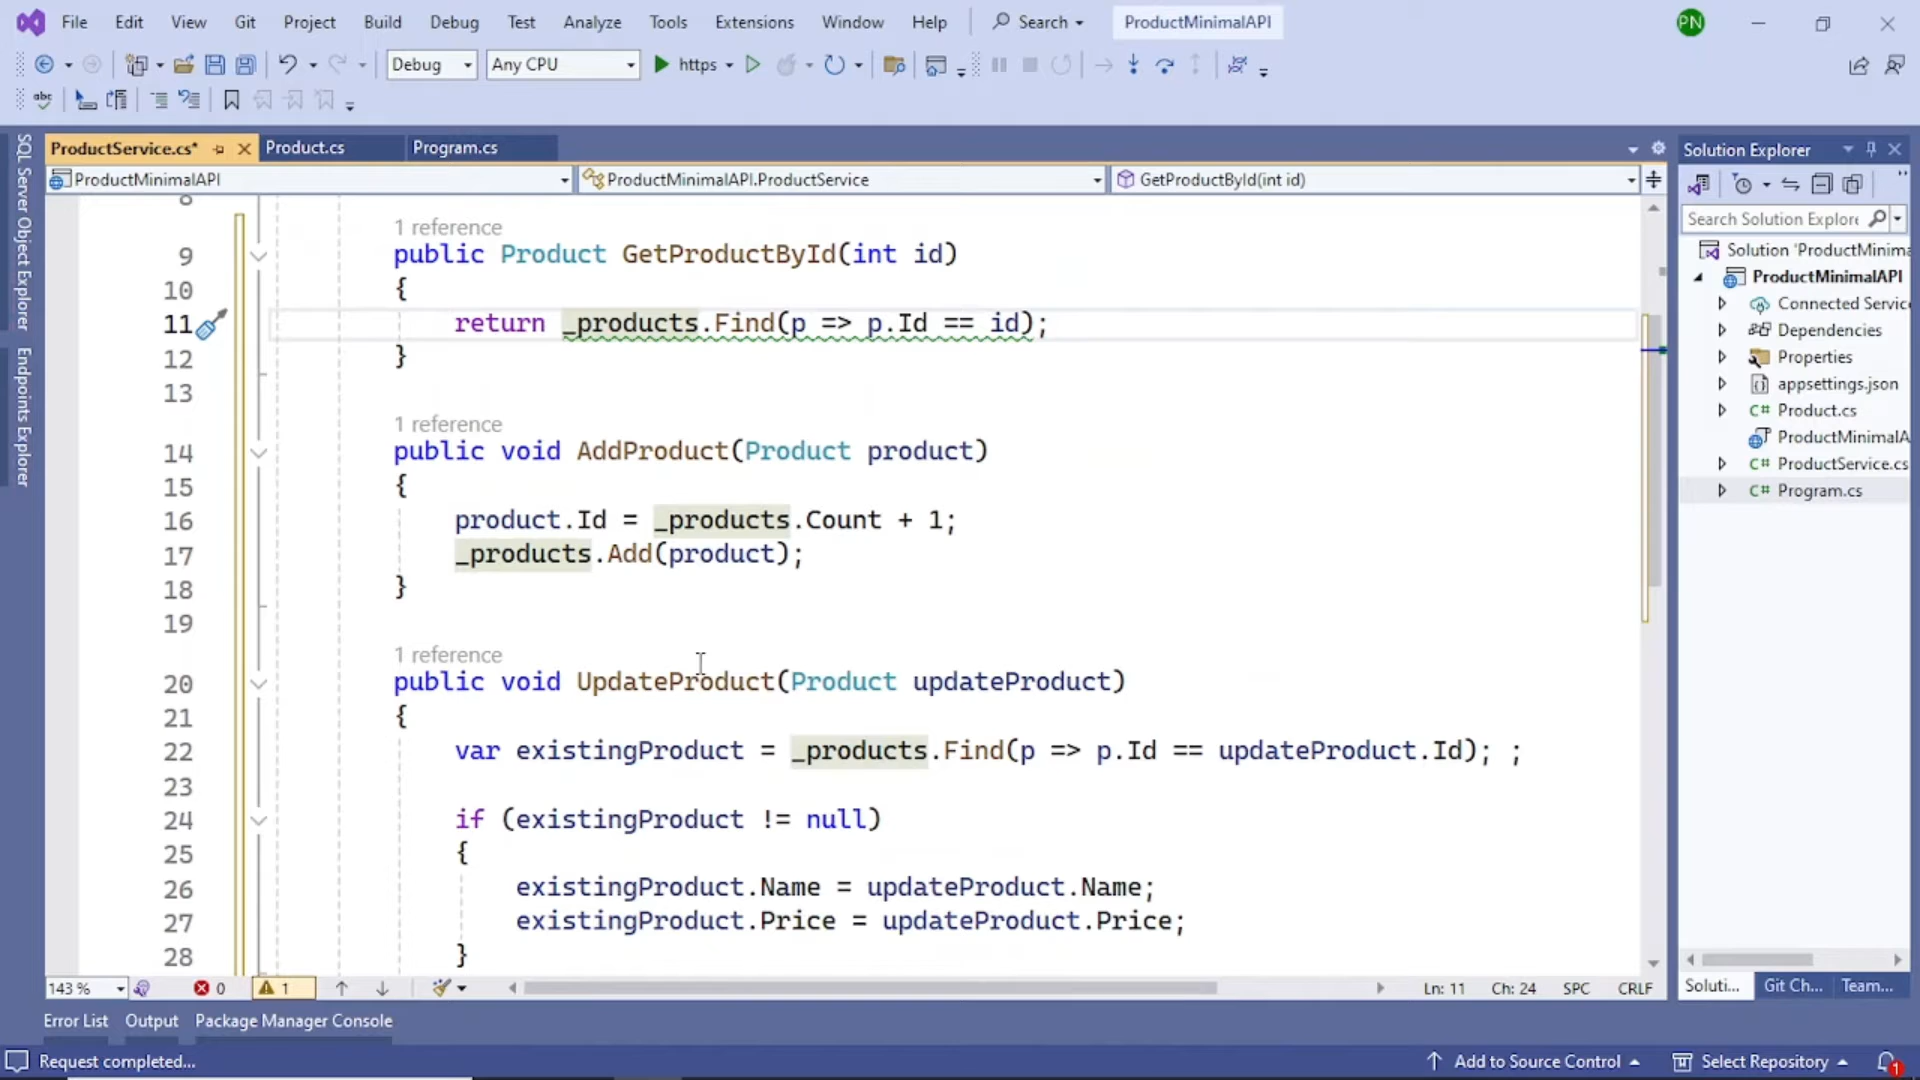 File Edit View Git Project Build Debug Test Analyze Tools Extensions Window Help Search ProductMinimalAPI PN
Debug Any CPU https
abc
ProductService.cs* Product.cs Program.cs
ProductMinimalAPI ProductMinimalAPI.ProductService GetProductById(int id)
SQL Server Object Explorer
Endpoints Explorer
8
1 reference
9 public Product GetProductById(int id)
10 {
11 return _products.Find(p => p.Id == id);
12 }
13
1 reference
14 public void AddProduct(Product product)
15 {
16 product.Id = _products.Count + 1;
17 _products.Add(product);
18 }
19
1 reference
20 public void UpdateProduct(Product updateProduct)
21 {
22 var existingProduct = _products.Find(p => p.Id == updateProduct.Id); ;
23
24 if (existingProduct != null)
25 {
26 existingProduct.Name = updateProduct.Name;
27 existingProduct.Price = updateProduct.Price;
28 }
143 % 0 1 Ln: 11 Ch: 24 SPC CRLF
Solution Explorer
Search Solution Explore
Solution 'ProductMinima
ProductMinimalAPI
Connected Service
Dependencies
Properties
appsettings.json
C# Product.cs
ProductMinimalA
C# ProductService.cs
C# Program.cs
Soluti... Git Ch... Team...
Error List Output Package Manager Console
Request completed... Add to Source Control Select Repository 1